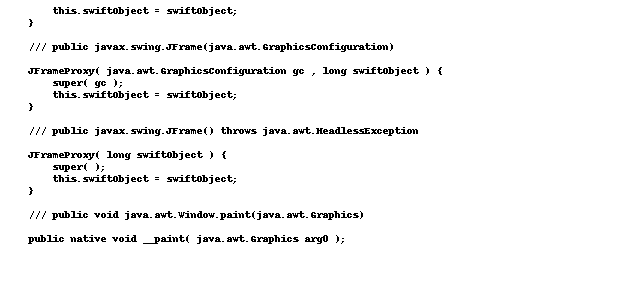 this.swiftObject = swiftObject;
}
/// public javax.swing.JFrame(java.awt.GraphicsConfiguration)
JFrameProxy( java.awt.GraphicsConfiguration gc , long swiftObject ) {
super( gc );
this.swiftObject = swiftObject;
}
/// public javax.swing.JFrame() throws java.awt.HeadlessException
JFrameProxy( long swiftObject ) {
super( );
this.swiftObject = swiftObject;
}
/// public void java.awt.Window.paint(java.awt.Graphics)
public native void __paint( java.awt.Graphics arg0 );